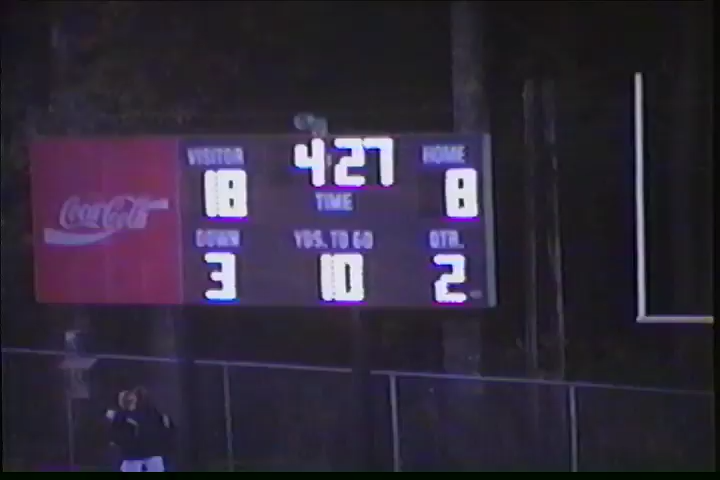 Coca-Cola
VISITOR 4:27 HOME
18 TIME 8
DOWN YDS. TO GO QTR.
3 10 2